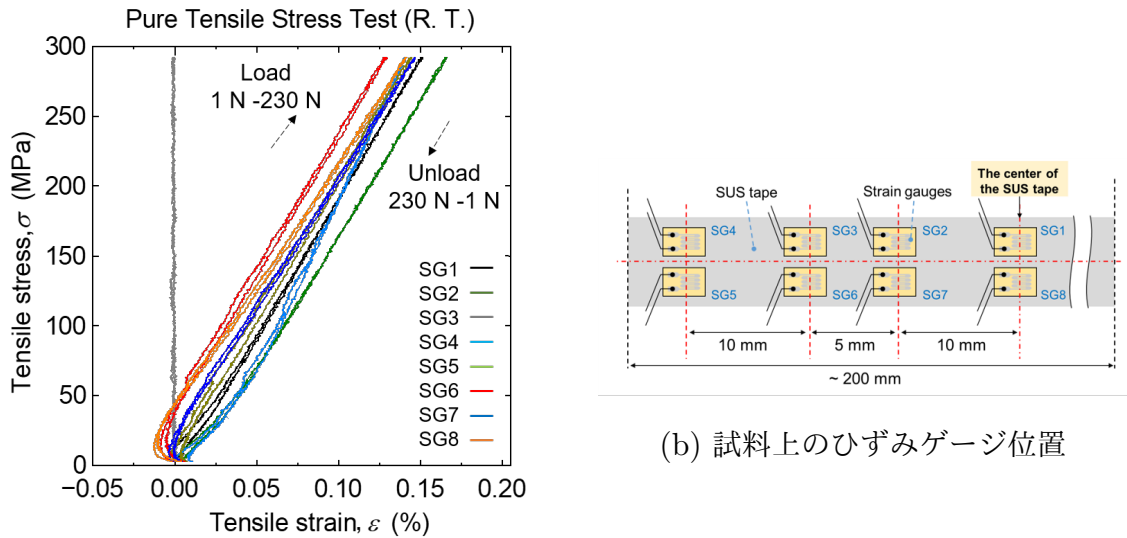 Pure Tensile Stress Test (R. T.)
Tensile stress, σ (MPa)
300
250
200
150
100
50
0
Load
1 N -230 N
Unload
230 N -1 N
SG1
SG2
SG3
SG4
SG5
SG6
SG7
SG8
−0.05 0.00 0.05 0.10 0.15 0.20
Tensile strain, ε (%)
The center of
the SUS tape
SUS tape
Strain gauges
SG4 SG3 SG2 SG1
SG5 SG6 SG7 SG8
10 mm 5 mm 10 mm
~ 200 mm
(b) 試料上のひずみゲージ位置